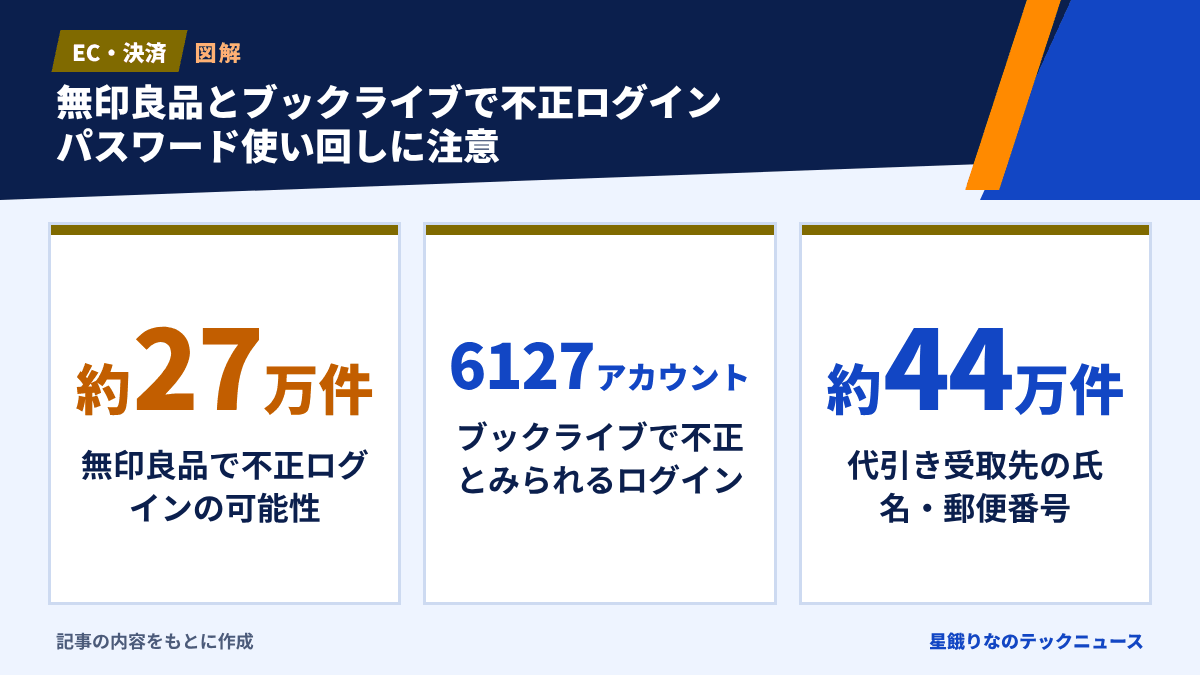 EC・決済 図解
無印良品とブックライブで不正ログイン
パスワード使い回しに注意
約27万件
無印良品で不正ログ
インの可能性
6127アカウント
ブックライブで不正
とみられるログイン
約44万件
代引き受取先の氏
名・郵便番号
記事の内容をもとに作成
星餓りなのテックニュース